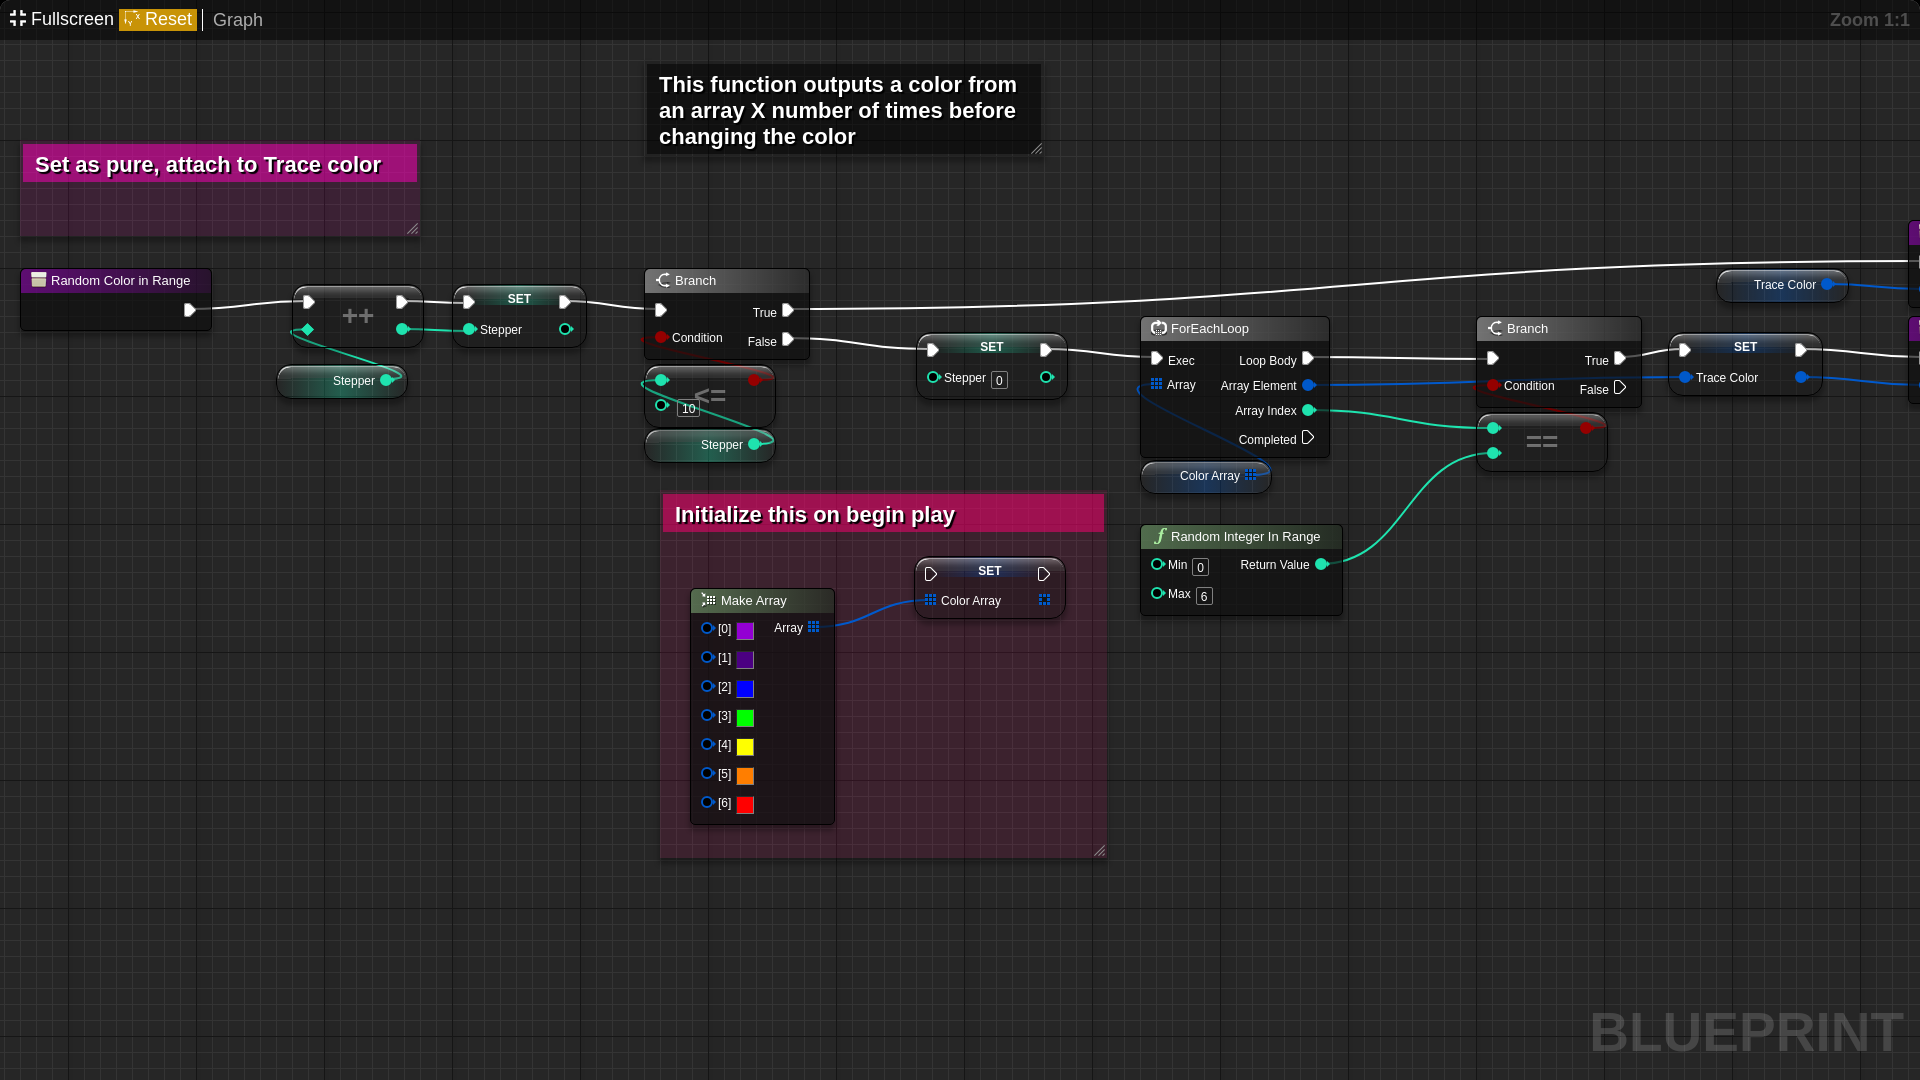 Fullscreen Reset Graph Zoom 1:1
This function outputs a color from
an array X number of times before
changing the color
Set as pure, attach to Trace color
Random Color in Range
++
Stepper
SET
Stepper
Branch
True
Condition
False
<=
10
Stepper
SET
Stepper 0
ForEachLoop
Exec Loop Body
Array Array Element
Array Index
Completed
Color Array
Random Integer In Range
Min 0 Return Value
Max 6
Branch
True
Condition
False
==
Trace Color
SET
Trace Color
Initialize this on begin play
Make Array
[0] Array
[1]
[2]
[3]
[4]
[5]
[6]
SET
Color Array
BLUEPRINT